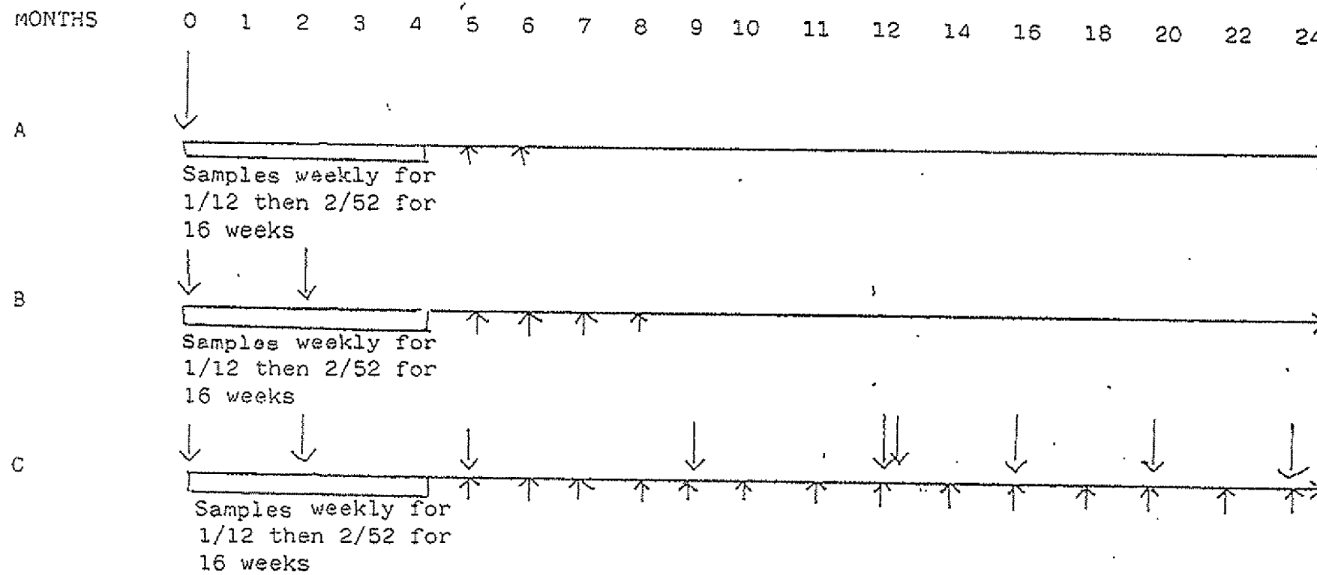 MONTHS 0 1 2 3 4 5 6 7 8 9 10 11 12 14 16 18 20 22 24
A
Samples weekly for
1/12 then 2/52 for
16 weeks
B
Samples weekly for
1/12 then 2/52 for
16 weeks
C
Samples weekly for
1/12 then 2/52 for
16 weeks